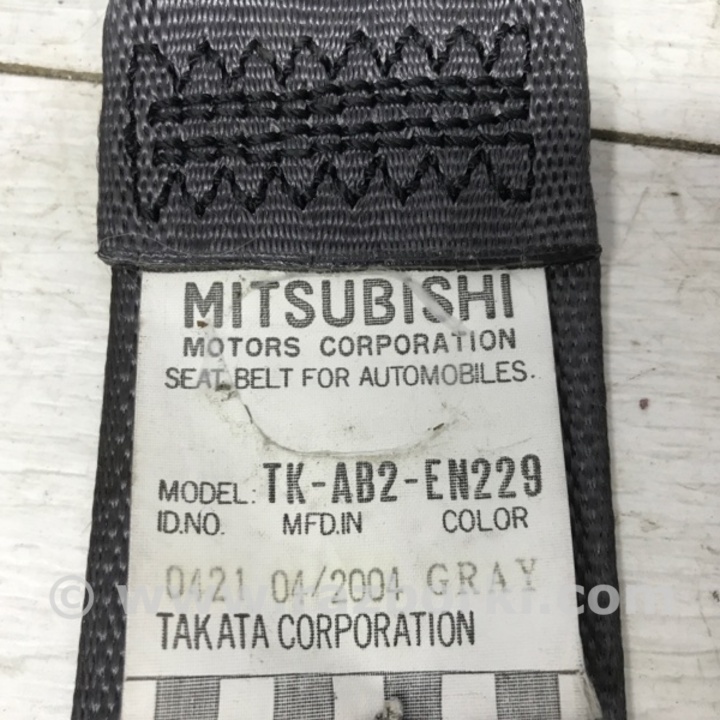 MITSUBISHI
MOTORS CORPORATION
SEAT BELT FOR AUTOMOBILES.
MODEL: TK-AB2-EN229
ID.NO. MFD.IN COLOR
0421 04/2004 GRAY
TAKATA CORPORATION